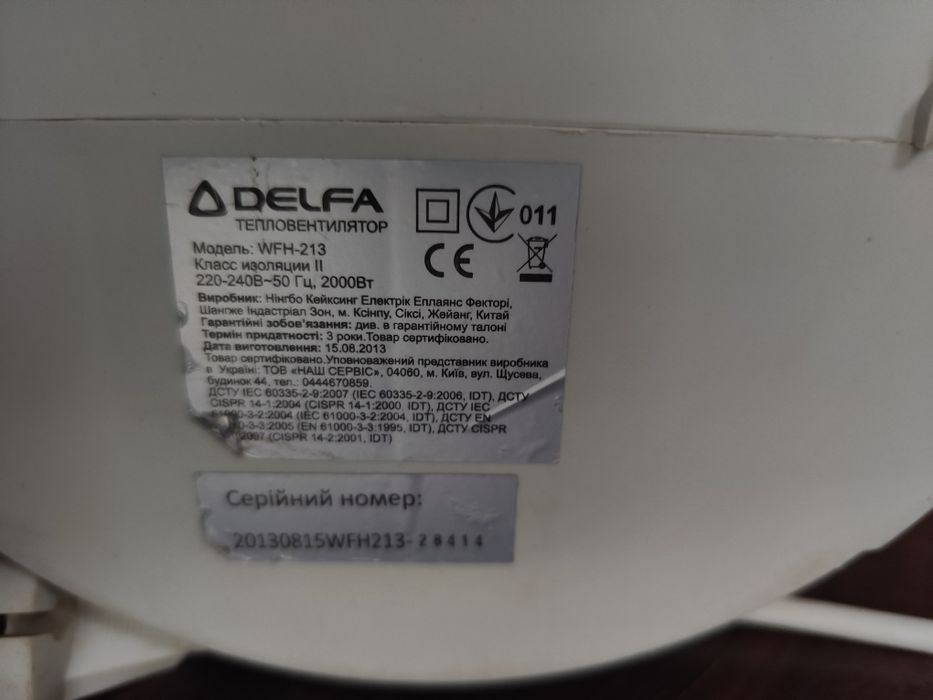 DELFA
011
ТЕПЛОВЕНТИЛЯТОР
CE
Модель: WFH-213
Класс изоляции II
220-240В~50 Гц, 2000Вт
Виробник: Нінгбо Кейксинг Електрік Еплаянс Фекторі,
Шангже Індастріал Зон, м. Ксінпу, Сіксі, Жейанг, Китай
Гарантійні зобов'язання: див. в гарантійному талоні
Термін придатності: 3 роки.Товар сертифіковано.
Дата виготовлення: 15.08.2013
Товар сертифіковано.Уповноважений представник виробника
в Україні: ТОВ «НАШ СЕРВІС», 04060, м. Київ, вул. Щусева,
будинок 44, тел.: 0444670859.
ДСТУ IEC 60335-2-9:2007 (IEC 60335-2-9:2006, IDT), ДСТУ
CISPR 14-1:2004 (CISPR 14-1:2000, IDT), ДСТУ IEC
61000-3-2:2004 (IEC 61000-3-2:2004, IDT), ДСТУ EN
0-3-3:2005 (EN 61000-3-3:1995, IDT), ДСТУ CISPR
2007 (CISPR 14-2:2001, IDT)
Серійний номер:
20130815WFH213-28414